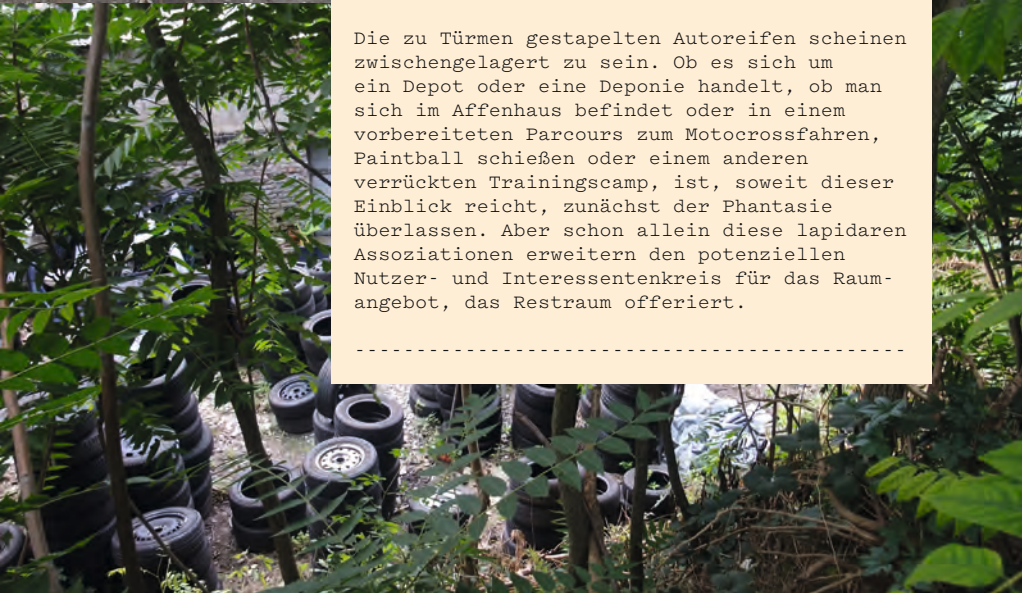 Die zu Türmen gestapelten Autoreifen scheinen
zwischengelagert zu sein. Ob es sich um
ein Depot oder eine Deponie handelt, ob man
sich im Affenhaus befindet oder in einem
vorbereiteten Parcours zum Motocrossfahren,
Paintball schießen oder einem anderen
verrückten Trainingscamp, ist, soweit dieser
Einblick reicht, zunächst der Phantasie
überlassen. Aber schon allein diese lapidaren
Assoziationen erweitern den potenziellen
Nutzer- und Interessentenkreis für das Raum-
angebot, das Restraum offeriert.
---------------------------------------------